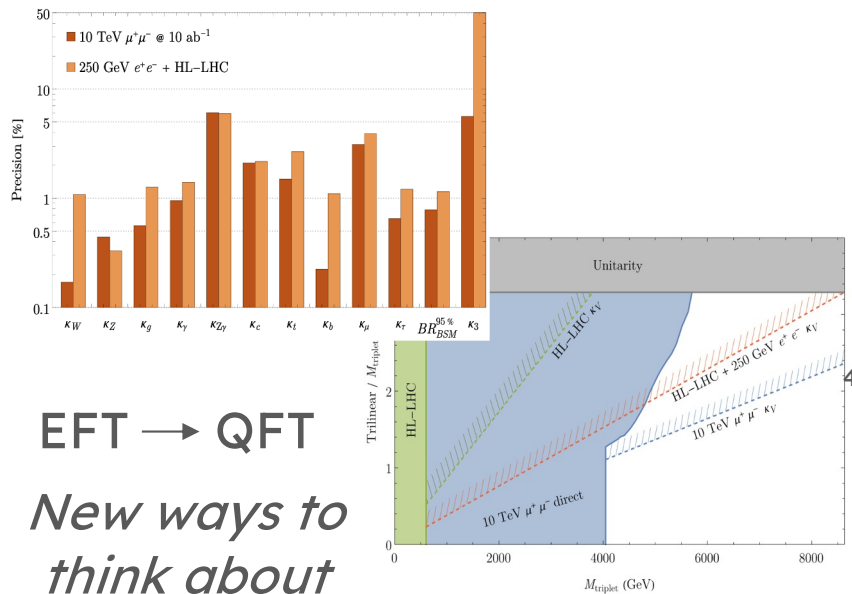 50
10 TeV μ⁺μ⁻ @ 10 ab⁻¹
250 GeV e⁺e⁻ + HL−LHC
10
5
Precision [%]
1
0.5
0.1
κ_W κ_Z κ_g κ_γ κ_Zγ κ_c κ_t κ_b κ_μ κ_τ BR_BSM^95% κ_3
Unitarity
HL−LHC κ_V
HL−LHC + 250 GeV e⁺ e⁻ κ_V
10 TeV μ⁺ μ⁻ κ_V
10 TeV μ⁺ μ⁻ direct
HL−LHC
Trilinear / M_triplet
2
1
0
0 2000 4000 6000 8000
M_triplet (GeV)
EFT → QFT
New ways to
think about